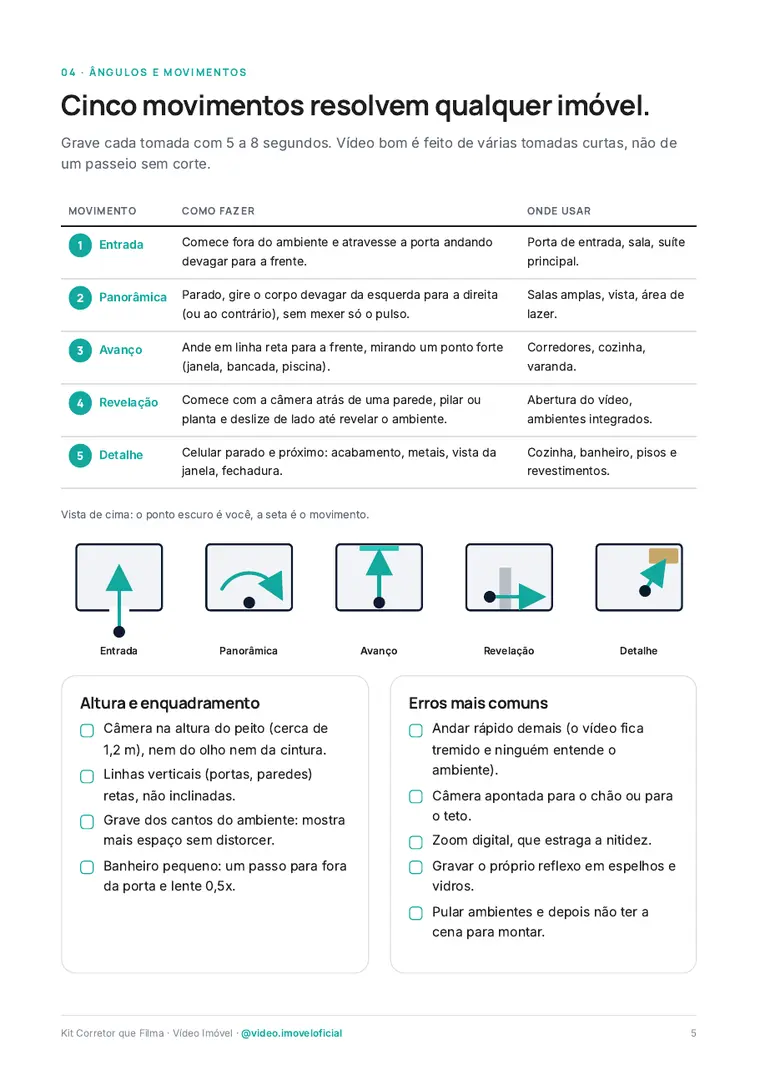 04 · ÂNGULOS E MOVIMENTOS
Cinco movimentos resolvem qualquer imóvel.
Grave cada tomada com 5 a 8 segundos. Vídeo bom é feito de várias tomadas curtas, não de
um passeio sem corte.
MOVIMENTO COMO FAZER ONDE USAR
1 Entrada Comece fora do ambiente e atravesse a porta andando Porta de entrada, sala, suíte
devagar para a frente. principal.
2 Panorâmica Parado, gire o corpo devagar da esquerda para a direita Salas amplas, vista, área de
(ou ao contrário), sem mexer só o pulso. lazer.
3 Avanço Ande em linha reta para a frente, mirando um ponto forte Corredores, cozinha,
(janela, bancada, piscina). varanda.
4 Revelação Comece com a câmera atrás de uma parede, pilar ou Abertura do vídeo,
planta e deslize de lado até revelar o ambiente. ambientes integrados.
5 Detalhe Celular parado e próximo: acabamento, metais, vista da Cozinha, banheiro, pisos e
janela, fechadura. revestimentos.
Vista de cima: o ponto escuro é você, a seta é o movimento.
Entrada Panorâmica Avanço Revelação Detalhe
Altura e enquadramento
Câmera na altura do peito (cerca de
1,2 m), nem do olho nem da cintura.
Linhas verticais (portas, paredes)
retas, não inclinadas.
Grave dos cantos do ambiente: mostra
mais espaço sem distorcer.
Banheiro pequeno: um passo para fora
da porta e lente 0,5x.
Erros mais comuns
Andar rápido demais (o vídeo fica
tremido e ninguém entende o
ambiente).
Câmera apontada para o chão ou para
o teto.
Zoom digital, que estraga a nitidez.
Gravar o próprio reflexo em espelhos e
vidros.
Pular ambientes e depois não ter a
cena para montar.
Kit Corretor que Filma · Vídeo Imóvel · @video.imoveloficial 5